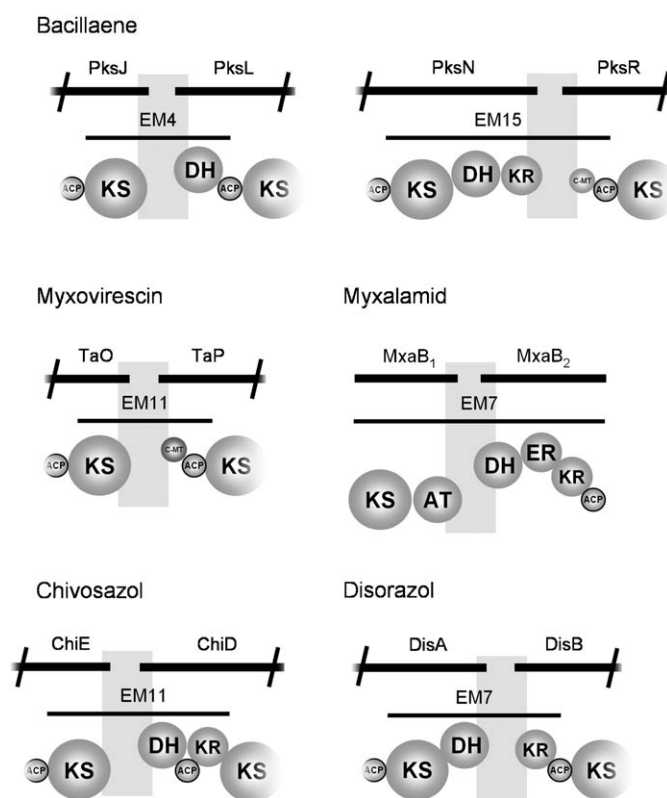 Bacillaene
PksJ PksL
EM4
ACP KS DH ACP KS
PksN PksR
EM15
ACP KS DH KR C-MT ACP KS
Myxovirescin
TaO TaP
EM11
ACP KS C-MT ACP KS
Myxalamid
MxaB₁ MxaB₂
EM7
KS AT DH ER KR ACP
Chivosazol
ChiE ChiD
EM11
ACP KS DH ACP KR KS
Disorazol
DisA DisB
EM7
ACP KS DH KR ACP KS